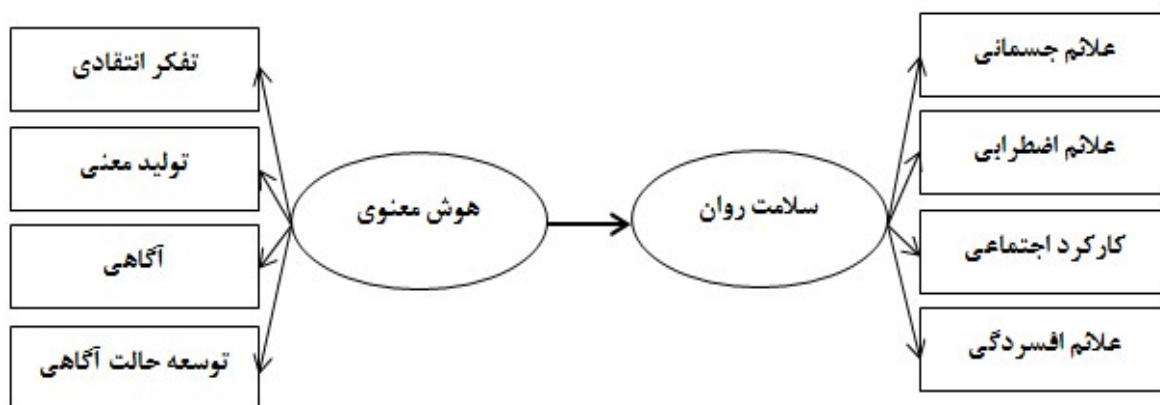 علائم جسمانی
علائم اضطرابی
کارکرد اجتماعی
علائم افسردگی
سلامت روان
هوش معنوی
تفکر انتقادی
تولید معنی
آگاهی
توسعه حالت آگاهی